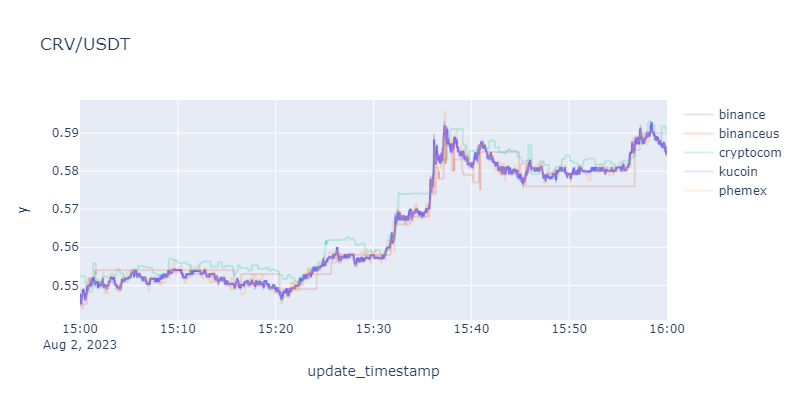 CRV/USDT
0.59
0.58
0.57
0.56
0.55
y
15:00
15:10
15:20
15:30
15:40
15:50
16:00
Aug 2, 2023
update_timestamp
binance
binanceus
cryptocom
kucoin
phemex